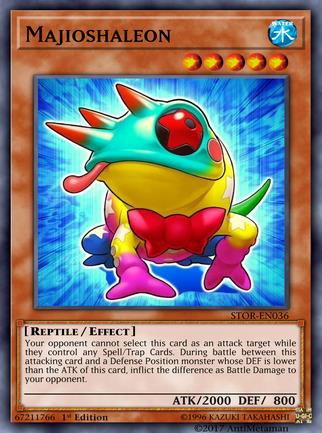 Majioshaleon
WATER
水
STOR-EN036
[Reptile / Effect]
Your opponent cannot select this card as an attack target while
they control any Spell/Trap Cards. During battle between this
attacking card and a Defense Position monster whose DEF is lower
than the ATK of this card, inflict the difference as Battle Damage to
your opponent.
ATK/2000 DEF/ 800
67211766 1st Edition ©1996 KAZUKI TAKAHASHI
©2017 AntiMetaman